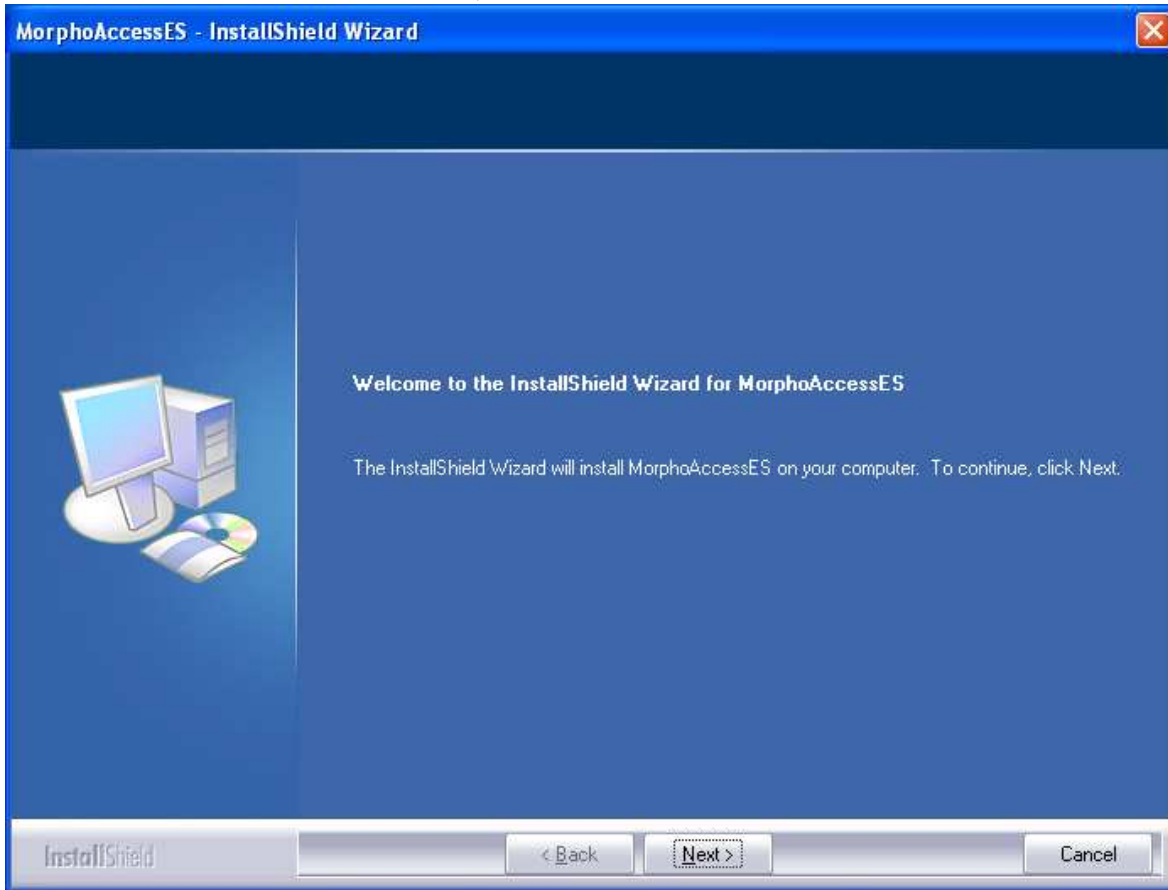 MorphoAccessES - InstallShield Wizard
Welcome to the InstallShield Wizard for MorphoAccessES
The InstallShield Wizard will install MorphoAccessES on your computer.  To continue, click Next.
InstallShield
< Back
Next >
Cancel